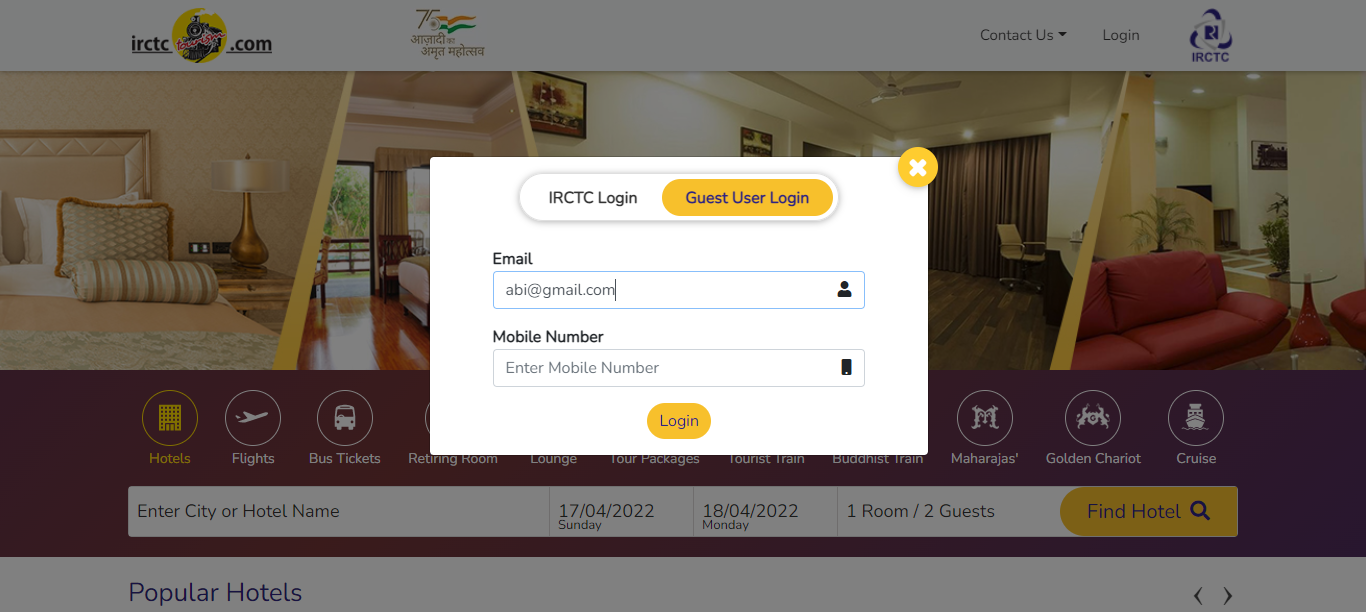 irctc tourism .com
75
आज़ादी का
अमृत महोत्सव
Contact Us
Login
IRCTC
IRCTC Login
Guest User Login
Email
abi@gmail.com
Mobile Number
Enter Mobile Number
Login
Hotels
Flights
Bus Tickets
Retiring Room
Lounge
Tour Packages
Tourist Train
Buddhist Train
Maharajas'
Golden Chariot
Cruise
Enter City or Hotel Name
17/04/2022
Sunday
18/04/2022
Monday
1 Room / 2 Guests
Find Hotel
Popular Hotels